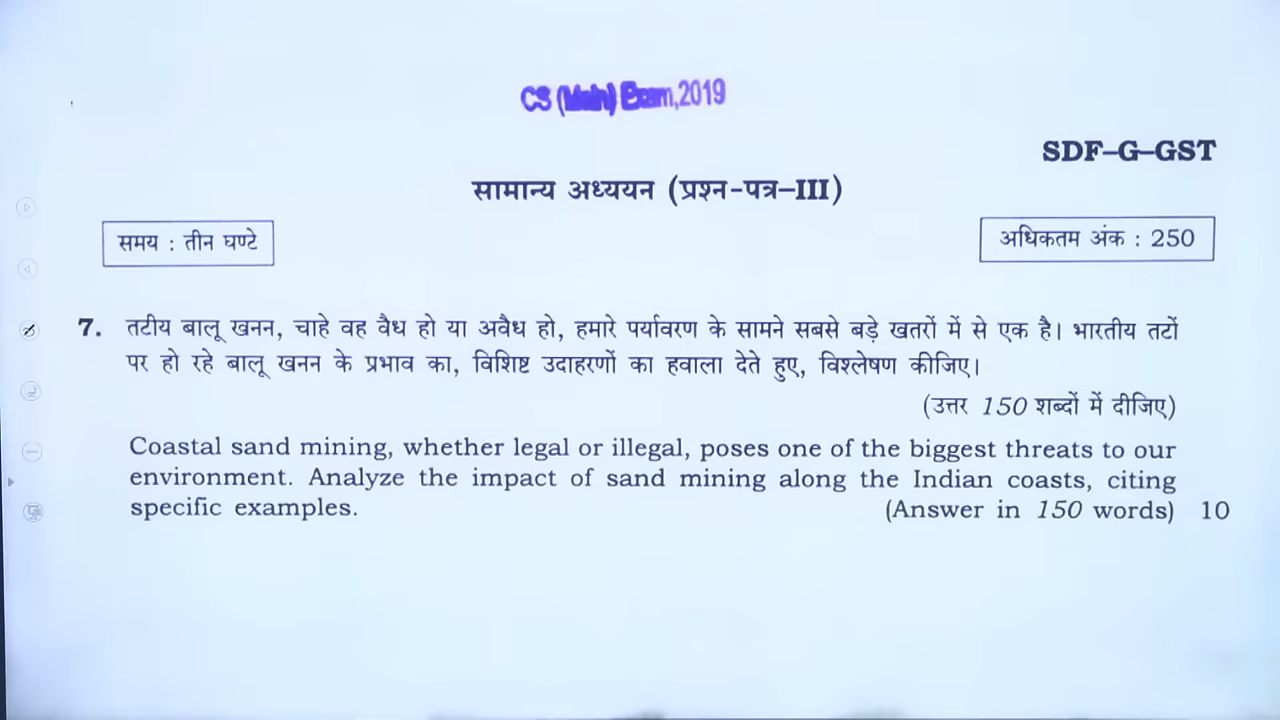 CS (Main) Exam,2019
SDF–G–GST
सामान्य अध्ययन (प्रश्न-पत्र–III)
समय : तीन घण्टे
अधिकतम अंक : 250
7. तटीय बालू खनन, चाहे वह वैध हो या अवैध हो, हमारे पर्यावरण के सामने सबसे बड़े खतरों में से एक है। भारतीय तटों
पर हो रहे बालू खनन के प्रभाव का, विशिष्ट उदाहरणों का हवाला देते हुए, विश्लेषण कीजिए।
(उत्तर 150 शब्दों में दीजिए)
Coastal sand mining, whether legal or illegal, poses one of the biggest threats to our
environment. Analyze the impact of sand mining along the Indian coasts, citing
specific examples. (Answer in 150 words) 10